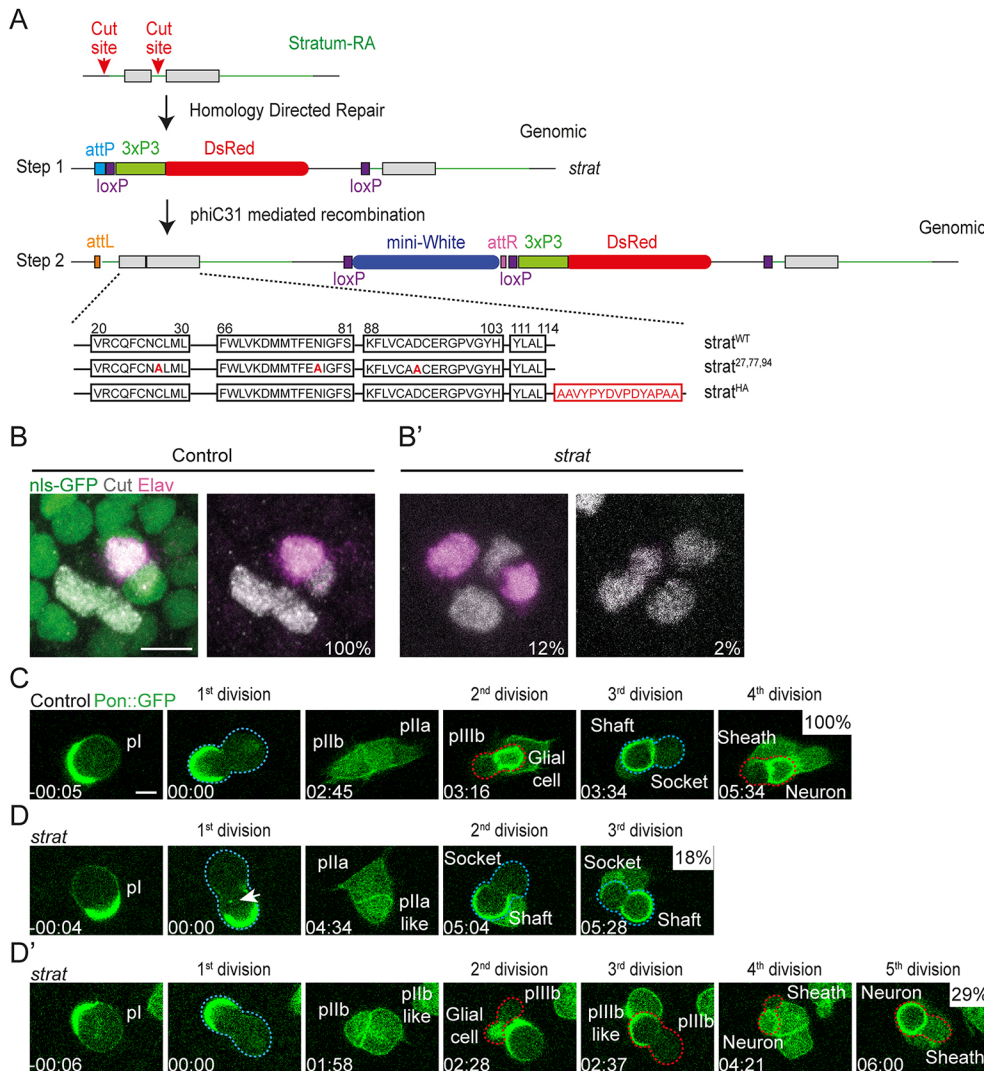 A
Cut site
Cut site
Stratum-RA
Homology Directed Repair
Genomic
Step 1
attP
3xP3
DsRed
strat
loxP
loxP
phiC31 mediated recombination
Genomic
Step 2
attL
mini-White
attR
3xP3
DsRed
loxP
loxP
20 30 66 81 88 103 111 114
VRCQFCNCLML FWLVKDMMTFENIGFS KFLVCADCERGPVGYH YLAL stratWT
VRCQFCNALML FWLVKDMMTFEAIGFS KFLVCAACERGPVGYH YLAL strat27,77,94
VRCQFCNCLML FWLVKDMMTFENIGFS KFLVCADCERGPVGYH YLAL AAVYPYDVPDYAPAA stratHA
B
Control
nls-GFP Cut Elav
100%
B’
strat
12%
2%
C
Control Pon::GFP
1st division
2nd division
3rd division
4th division
pI
-00:05
00:00
pIIb
pIIa
02:45
pIIIb
Glial cell
03:16
Shaft
Socket
03:34
100%
Sheath
Neuron
05:34
D
strat
1st division
2nd division
3rd division
pI
-00:04
00:00
pIIa
pIIa like
04:34
Socket
Shaft
05:04
18%
Socket
Shaft
05:28
D’
strat
1st division
2nd division
3rd division
4th division
5th division
pI
-00:06
00:00
pIIb
pIIb like
01:58
pIIIb
Glial cell
02:28
pIIIb like
pIIIb
02:37
Sheath
Neuron
04:21
29%
Neuron
Sheath
06:00